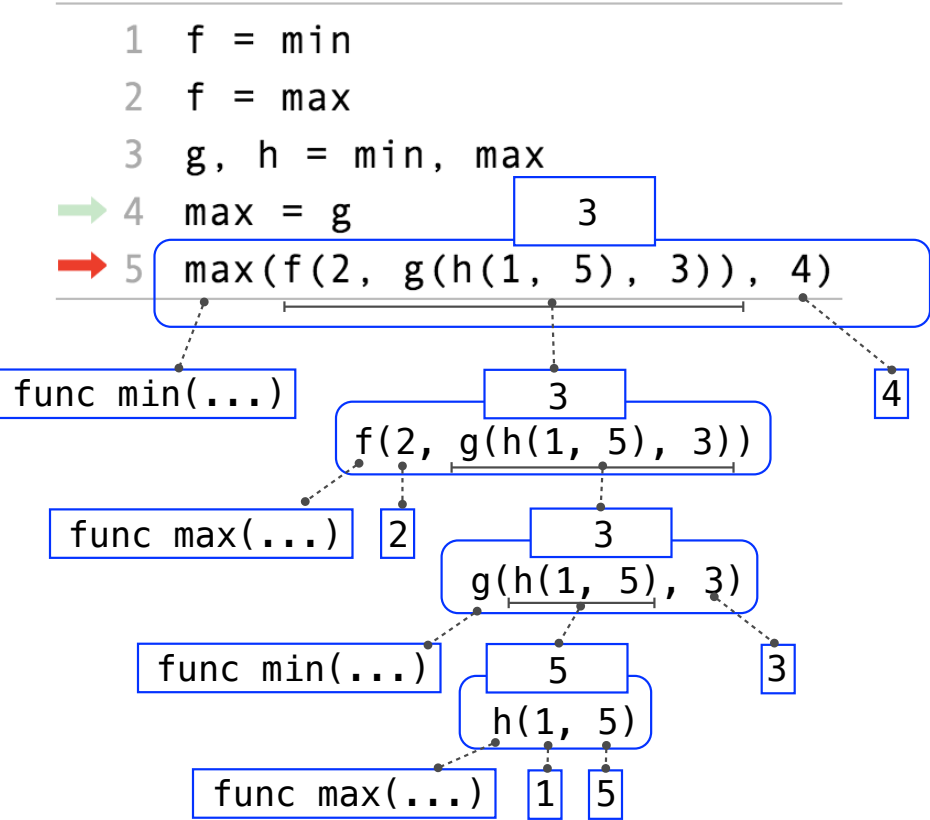 1 f = min
2 f = max
3 g, h = min, max
4 max = g
3
5 max(f(2, g(h(1, 5), 3)), 4)
func min(...)
3
4
f(2, g(h(1, 5), 3))
func max(...)
2
3
g(h(1, 5), 3)
func min(...)
5
3
h(1, 5)
func max(...)
1
5